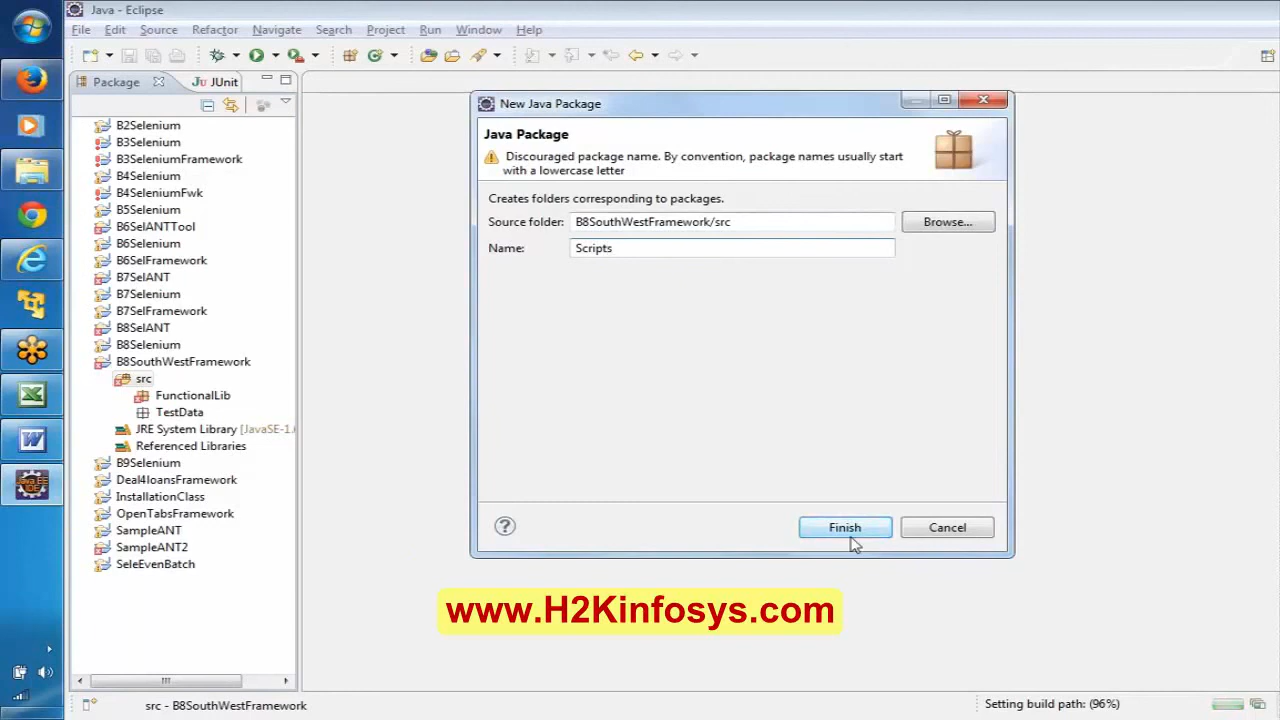 Java - Eclipse
File Edit Source Refactor Navigate Search Project Run Window Help
Package JUnit
B2Selenium
B3Selenium
B3SeleniumFramework
B4Selenium
B4SeleniumFwk
B5Selenium
B6SelANTTool
B6Selenium
B6SelFramework
B7SelANT
B7Selenium
B7SelFramework
B8SelANT
B8Selenium
B8SouthWestFramework
src
FunctionalLib
TestData
JRE System Library [JavaSE-1.
Referenced Libraries
B9Selenium
Deal4loansFramework
InstallationClass
OpenTabsFramework
SampleANT
SampleANT2
SeleEvenBatch
New Java Package
Java Package
Discouraged package name. By convention, package names usually start
with a lowercase letter
Creates folders corresponding to packages.
Source folder: B8SouthWestFramework/src Browse...
Name: Scripts
Finish Cancel
www.H2Kinfosys.com
Java EE
IDE
src - B8SouthWestFramework
Setting build path: (96%)